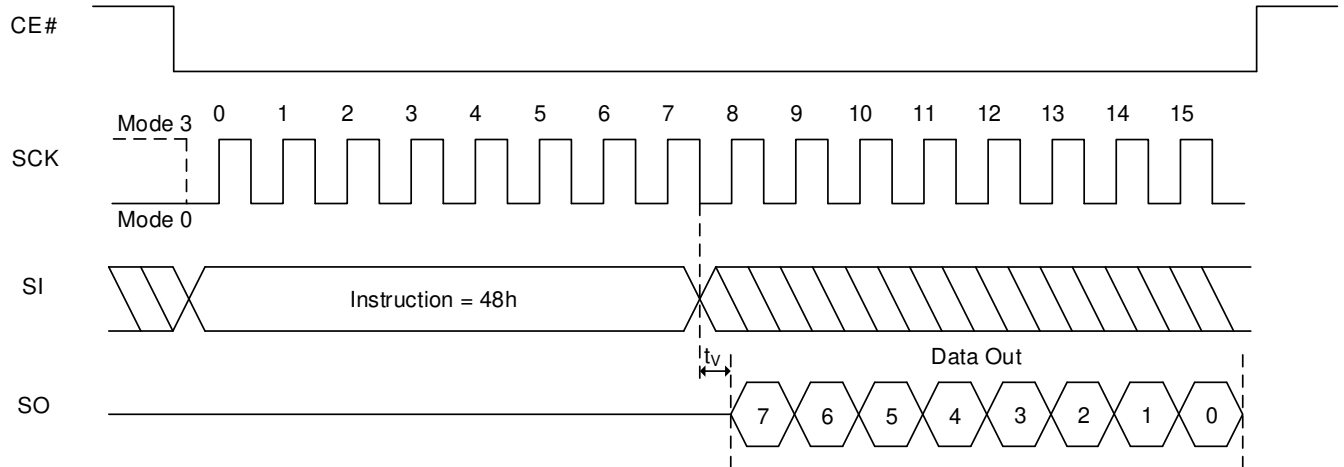 CE#
0 1 2 3 4 5 6 7 8 9 10 11 12 13 14 15
Mode 3
SCK
Mode 0
SI
Instruction = 48h
tV
Data Out
SO
7 6 5 4 3 2 1 0